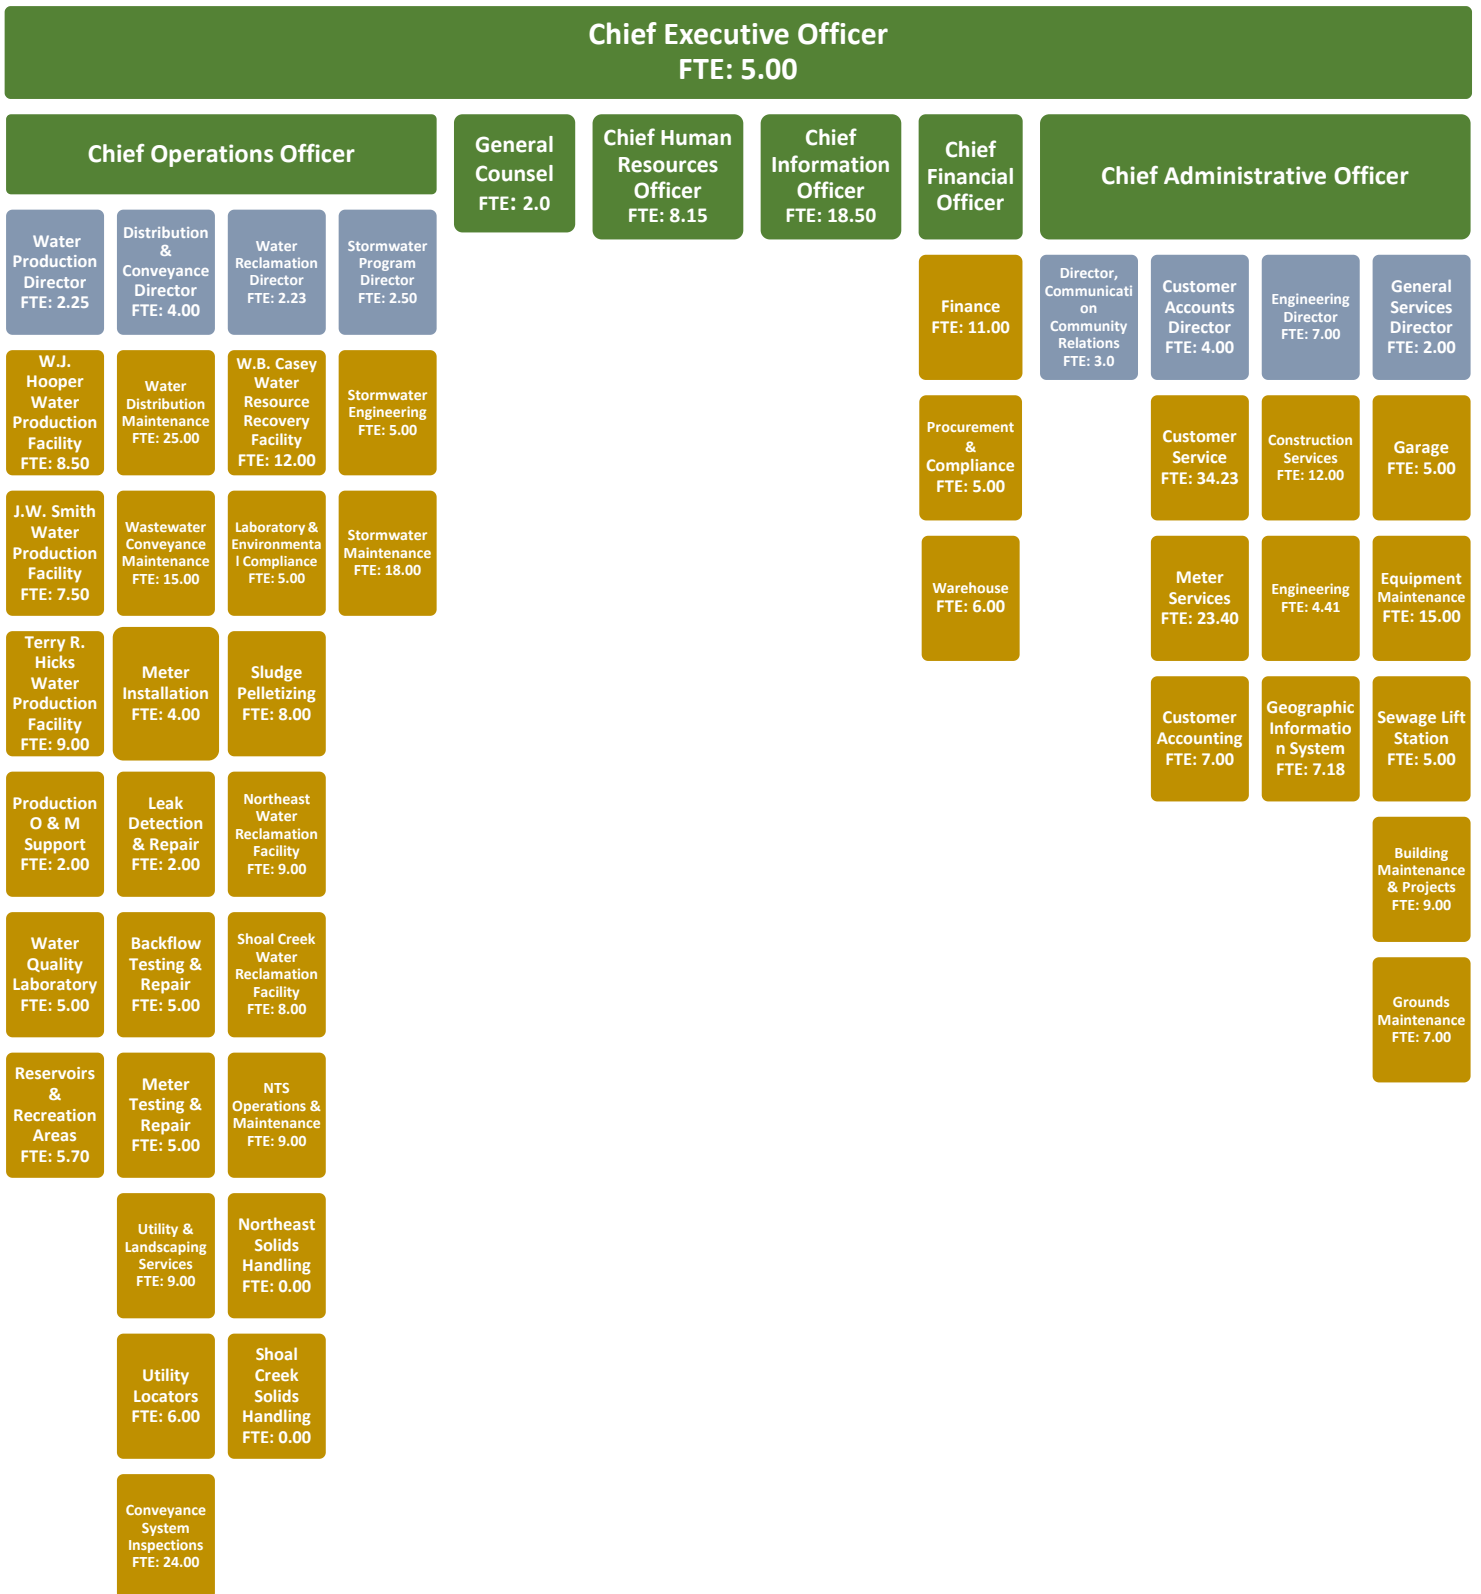 Chief Executive Officer
FTE: 5.00
Chief Operations Officer
General
Counsel
FTE: 2.0
Chief Human
Resources
Officer
FTE: 8.15
Chief
Information
Officer
FTE: 18.50
Chief
Financial
Officer
Chief Administrative Officer
Water
Production
Director
FTE: 2.25
Distribution
&
Conveyance
Director
FTE: 4.00
Water
Reclamation
Director
FTE: 2.23
Stormwater
Program
Director
FTE: 2.50
Finance
FTE: 11.00
Director,
Communicati
on
Community
Relations
FTE: 3.0
Customer
Accounts
Director
FTE: 4.00
Engineering
Director
FTE: 7.00
General
Services
Director
FTE: 2.00
W.J.
Hooper
Water
Production
Facility
FTE: 8.50
Water
Distribution
Maintenance
FTE: 25.00
W.B. Casey
Water
Resource
Recovery
Facility
FTE: 12.00
Stormwater
Engineering
FTE: 5.00
Procurement
&
Compliance
FTE: 5.00
Customer
Service
FTE: 34.23
Construction
Services
FTE: 12.00
Garage
FTE: 5.00
J.W. Smith
Water
Production
Facility
FTE: 7.50
Wastewater
Conveyance
Maintenance
FTE: 15.00
Laboratory &
Environmenta
l Compliance
FTE: 5.00
Stormwater
Maintenance
FTE: 18.00
Warehouse
FTE: 6.00
Meter
Services
FTE: 23.40
Engineering
FTE: 4.41
Equipment
Maintenance
FTE: 15.00
Terry R.
Hicks
Water
Production
Facility
FTE: 9.00
Meter
Installation
FTE: 4.00
Sludge
Pelletizing
FTE: 8.00
Customer
Accounting
FTE: 7.00
Geographic
Informatio
n System
FTE: 7.18
Sewage Lift
Station
FTE: 5.00
Production
O & M
Support
FTE: 2.00
Leak
Detection
& Repair
FTE: 2.00
Northeast
Water
Reclamation
Facility
FTE: 9.00
Building
Maintenance
& Projects
FTE: 9.00
Water
Quality
Laboratory
FTE: 5.00
Backflow
Testing &
Repair
FTE: 5.00
Shoal Creek
Water
Reclamation
Facility
FTE: 8.00
Grounds
Maintenance
FTE: 7.00
Reservoirs
&
Recreation
Areas
FTE: 5.70
Meter
Testing &
Repair
FTE: 5.00
NTS
Operations &
Maintenance
FTE: 9.00
Utility &
Landscaping
Services
FTE: 9.00
Northeast
Solids
Handling
FTE: 0.00
Utility
Locators
FTE: 6.00
Shoal
Creek
Solids
Handling
FTE: 0.00
Conveyance
System
Inspections
FTE: 24.00